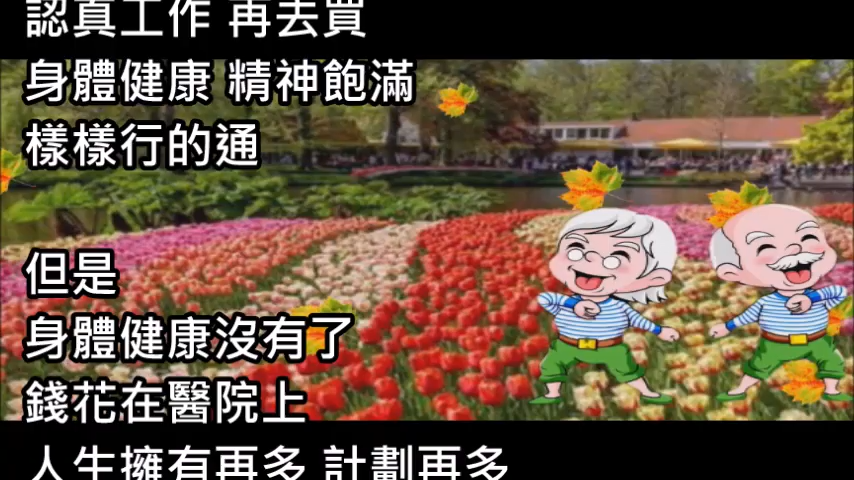 認真工作 再去買
身體健康 精神飽滿
樣樣行的通
但是
身體健康沒有了
錢花在醫院上
人生擁有再多 計劃再多